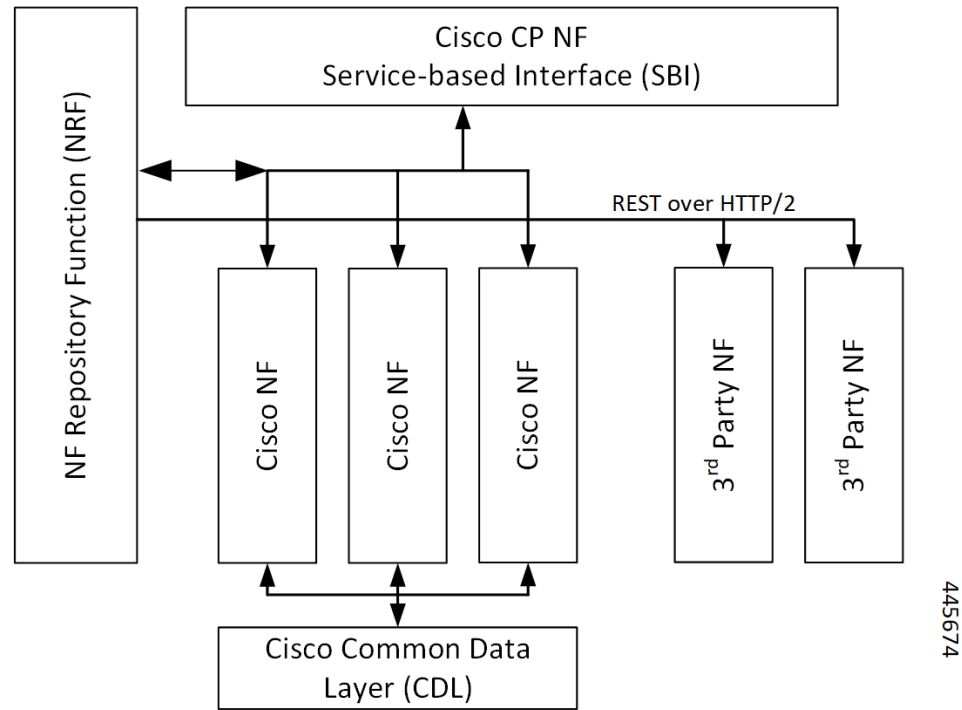 Cisco CP NF
Service-based Interface (SBI)
NF Repository Function (NRF)
REST over HTTP/2
Cisco NF
Cisco NF
Cisco NF
3rd Party NF
3rd Party NF
Cisco Common Data
Layer (CDL)
445674